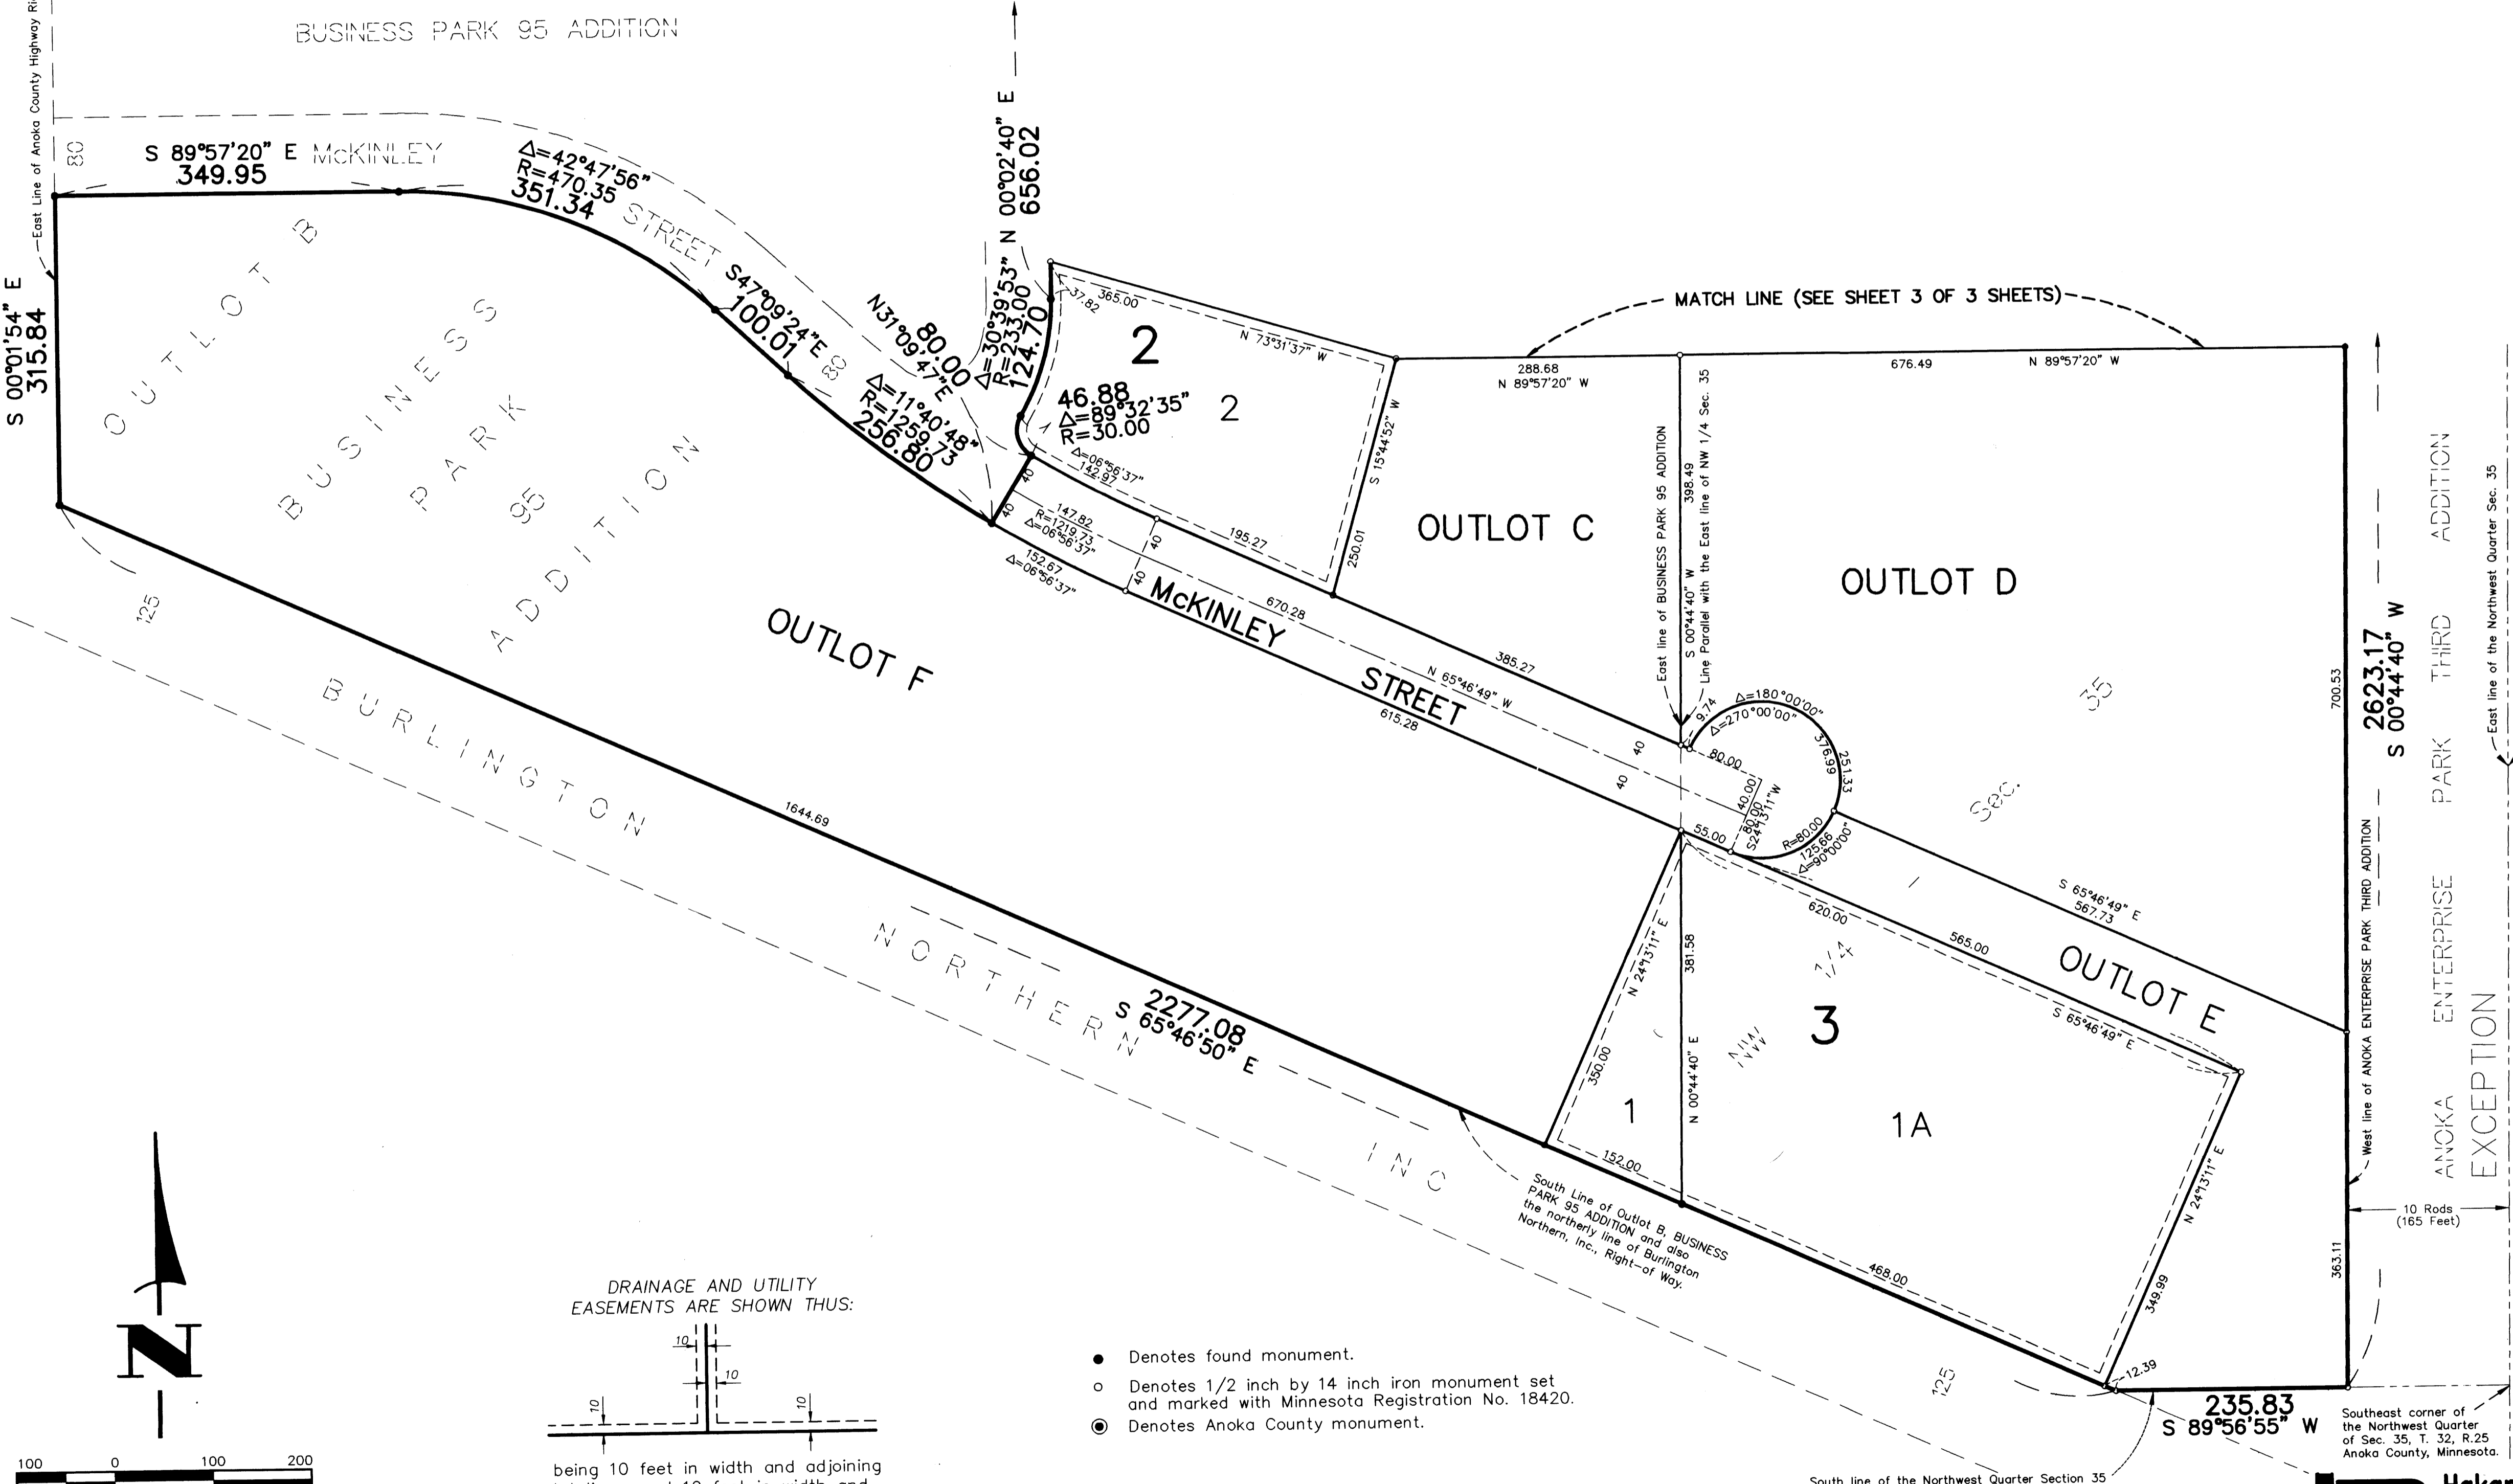 BUSINESS PARK 95 ADDITION
East Line of Anoka County Highway
80
S 89°57'20" E McKINLEY
349.95
Δ=42°47'56"
R=470.35
351.34
STREET
S47°09'24"E
100.01
80
S 00°01'54" E
315.84
OUTLOT B
BUSINESS
PARK
95
ADDITION
Δ=11°40'48"
R=1259.73
256.80
N31°09'47"E
80.00
N 00°02'40" E
656.02
Δ=30°39'53"
R=233.00
124.70
37.82
365.00
N 73°31'37" W
2
2
46.88
Δ=89°32'35"
R=30.00
Δ=06°56'37"
142.97
40
40
147.82
R=1219.73
Δ=06°56'37"
152.67
Δ=06°56'37"
40
40
195.27
S 15°44'52" W
250.01
MATCH LINE (SEE SHEET 3 OF 3 SHEETS)
288.68
N 89°57'20" W
676.49
N 89°57'20" W
OUTLOT C
East line of BUSINESS PARK 95 ADDITION
398.49
S 00°44'40" W
Line Parallel with the East line of NW 1/4 Sec. 35
OUTLOT D
35
Sec.
700.53
2623.17
S 00°44'40" W
West line of ANOKA ENTERPRISE PARK THIRD ADDITION
ANOKA ENTERPRISE PARK THIRD ADDITION
EXCEPTION
East line of the Northwest Quarter Sec. 35
McKINLEY STREET
670.28
N 65°46'49" W
385.27
615.28
40
40
9.74
Δ=180°00'00"
Δ=270°00'00"
376.99
251.33
80.00
40.00
80.00
S24°13'11"W
R=80.00
125.66
Δ=90°00'00"
55.00
OUTLOT F
125
1644.69
BURLINGTON NORTHERN INC
2277.08
S 65°46'50" E
N 24°13'11" E
350.00
381.58
N 00°44'40" E
1
152.00
620.00
565.00
S 65°46'49" E
S 65°46'49" E
567.73
OUTLOT E
1/4
NW
3
1A
N 24°13'11" E
349.99
468.00
12.39
363.11
10 Rods
(165 Feet)
235.83
S 89°56'55" W
125
South Line of Outlot B, BUSINESS
PARK 95 ADDITION and also
the northerly line of Burlington
Northern, Inc., Right-of Way.
Southeast corner of
the Northwest Quarter
of Sec. 35, T. 32, R.25
Anoka County, Minnesota.
South line of the Northwest Quarter Section 35
N
100 0 100 200
DRAINAGE AND UTILITY
EASEMENTS ARE SHOWN THUS:
10
10
10
10
being 10 feet in width and adjoining
Denotes found monument.
Denotes 1/2 inch by 14 inch iron monument set
and marked with Minnesota Registration No. 18420.
Denotes Anoka County monument.